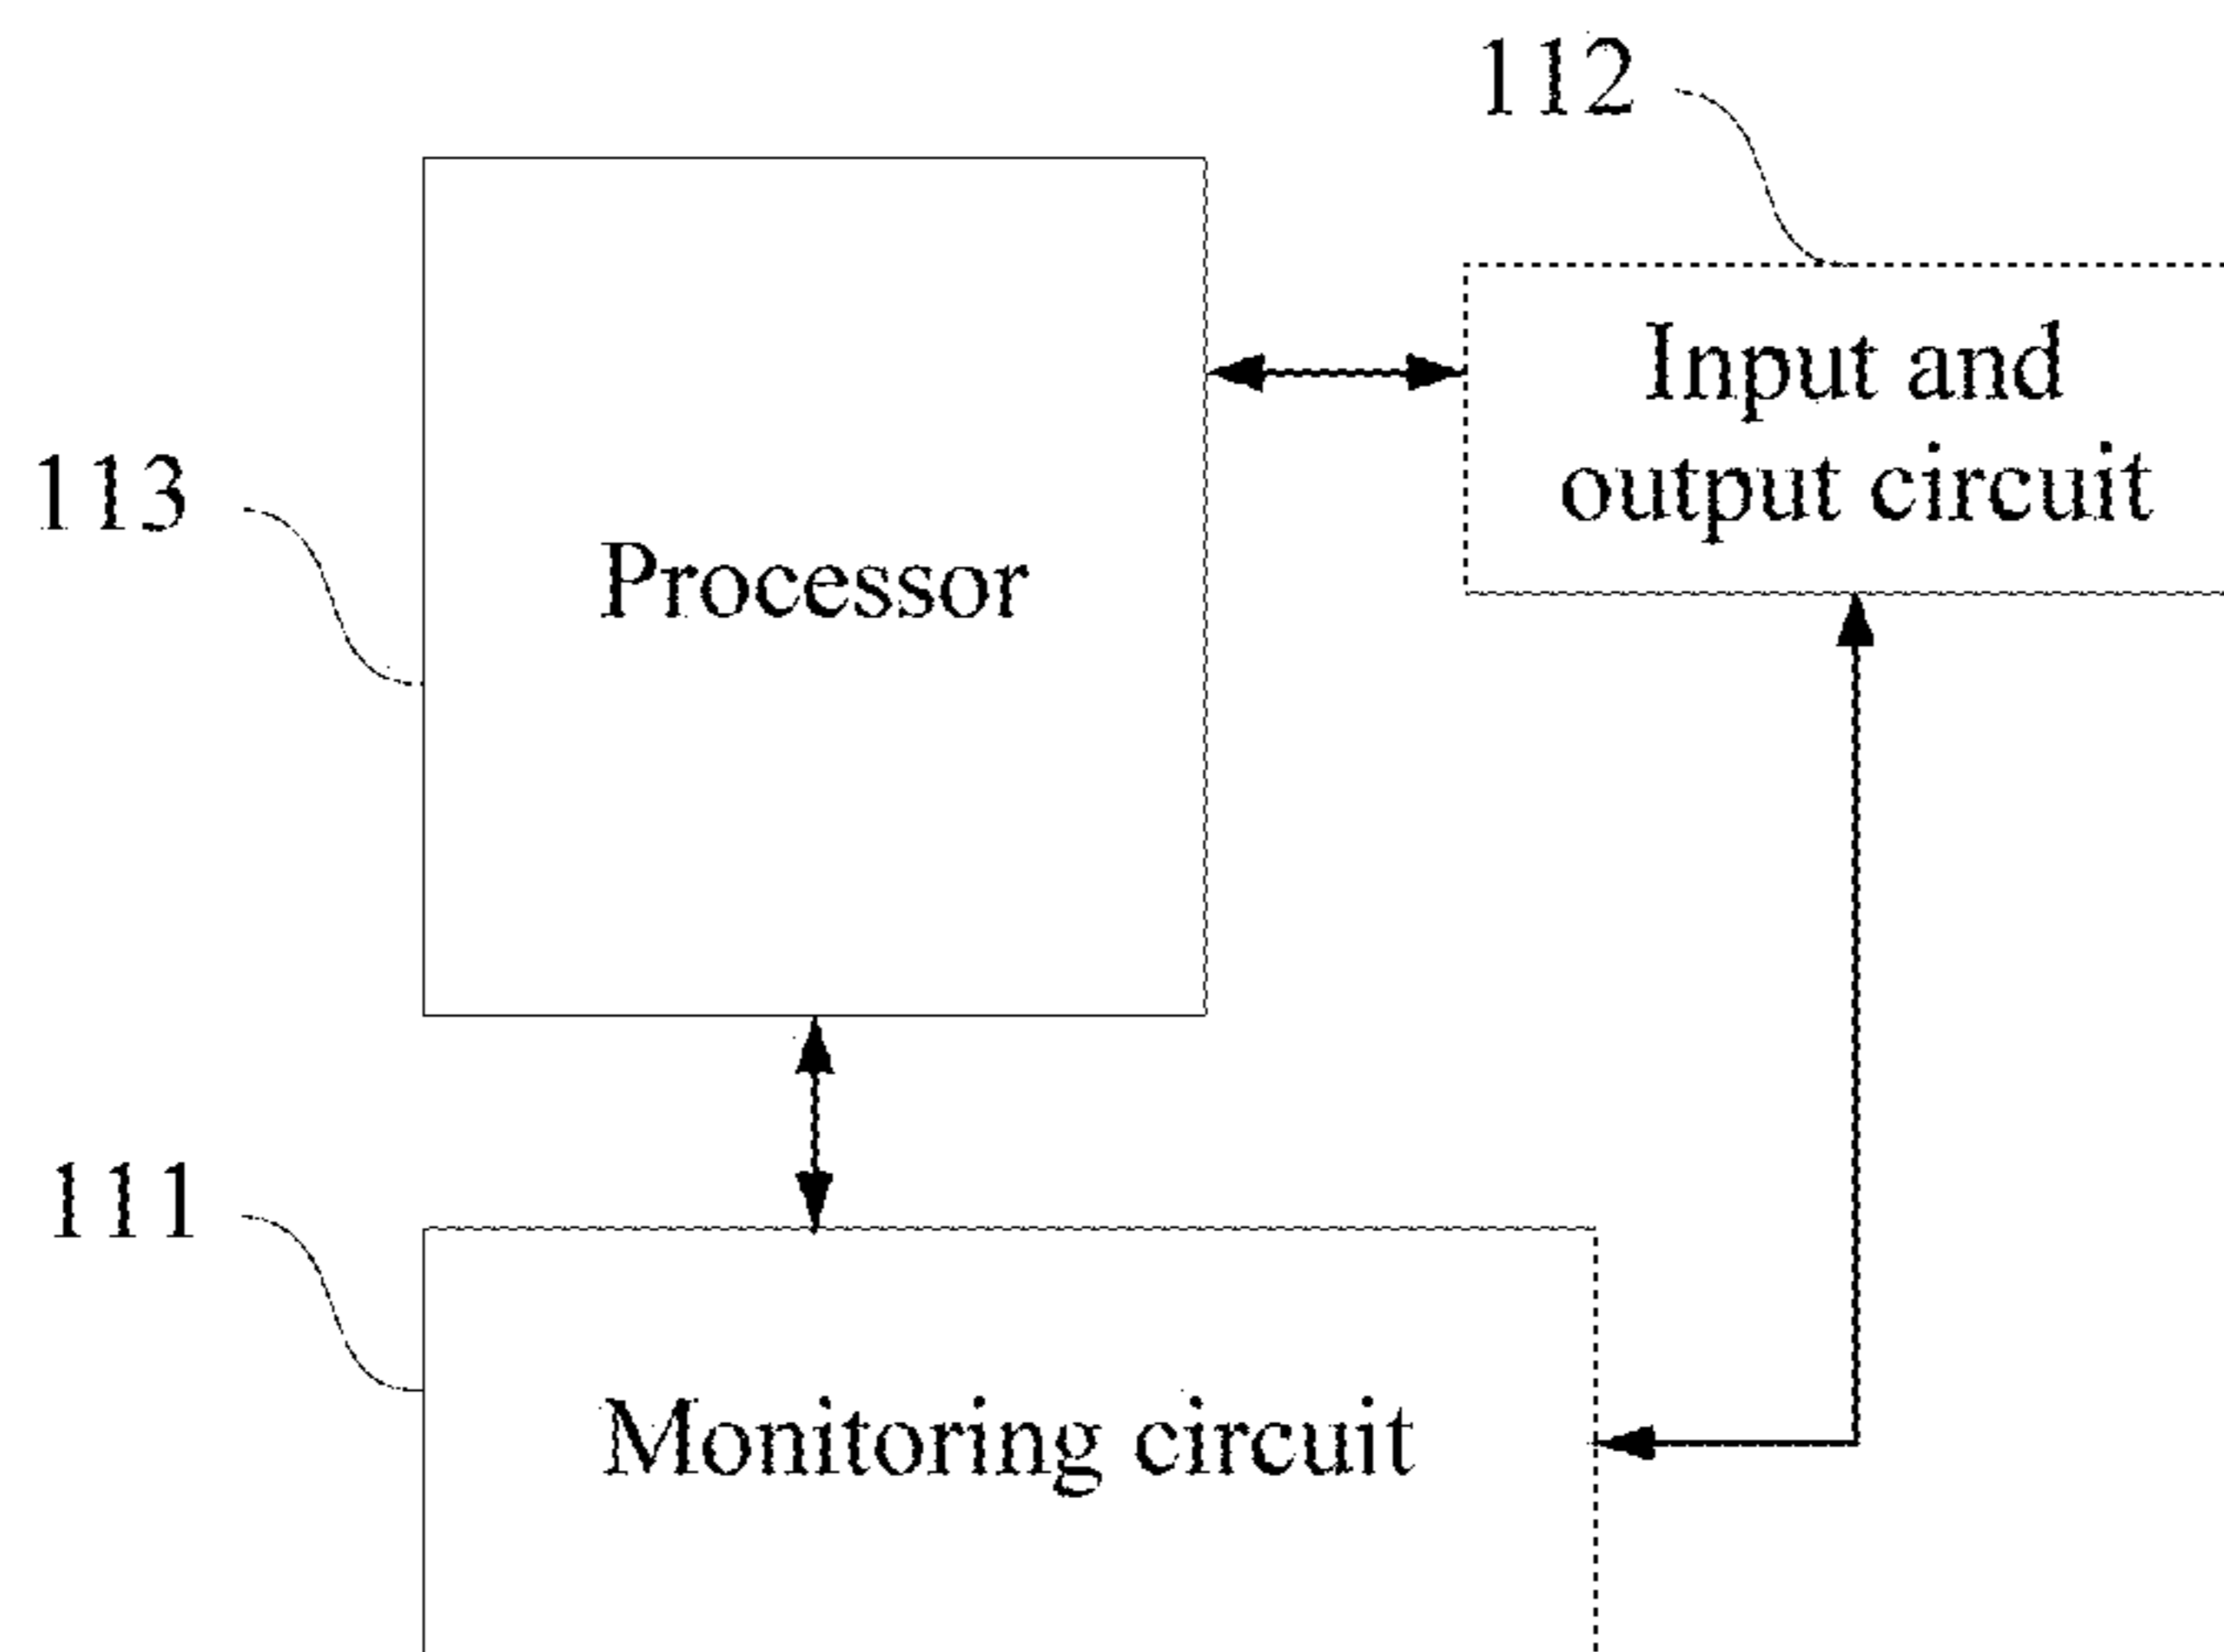 112
Input and
output circuit
113
Processor
111
Monitoring circuit